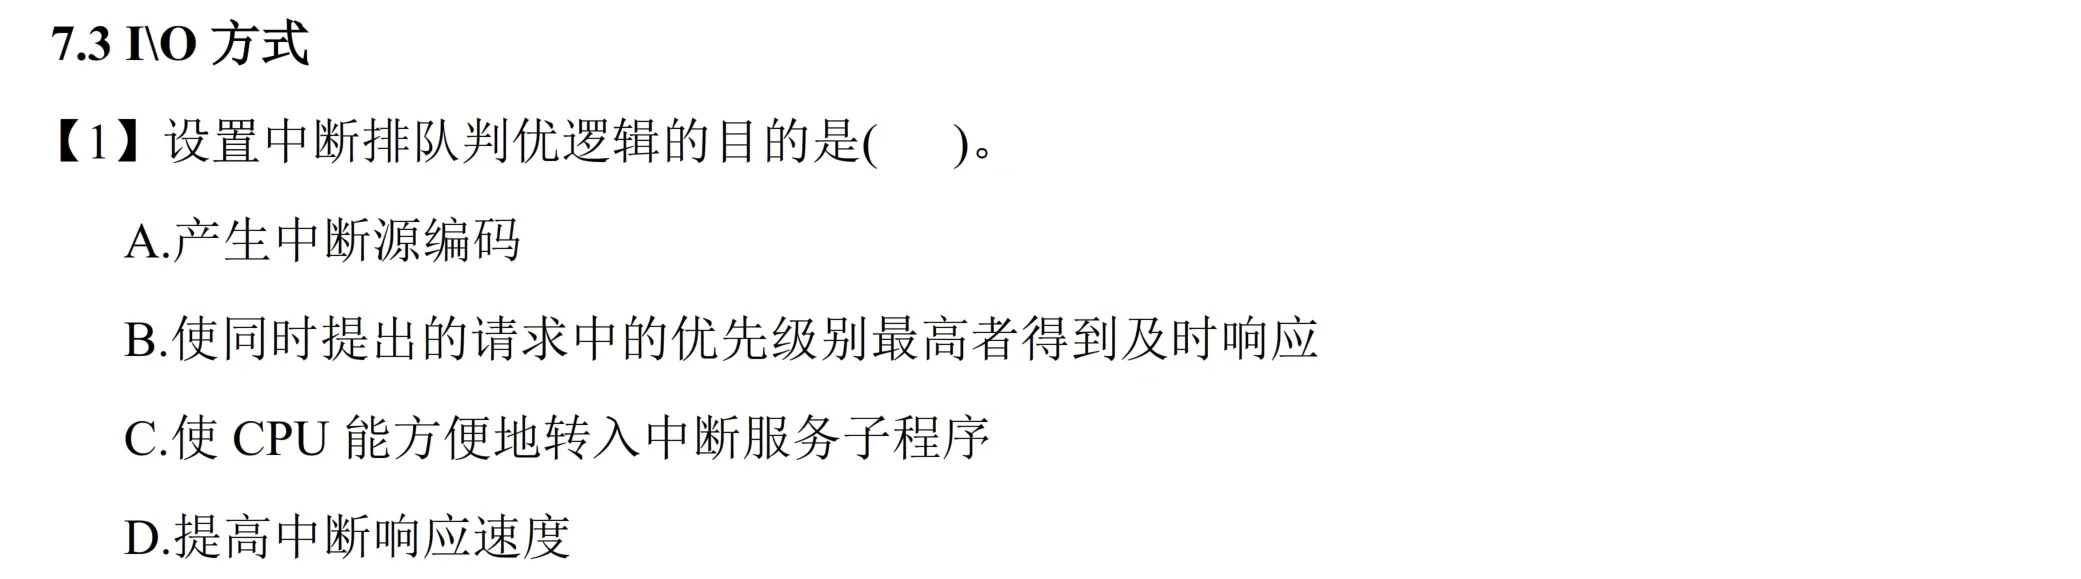 7.3 I\O 方式
【1】设置中断排队判优逻辑的目的是(    )。
A.产生中断源编码
B.使同时提出的请求中的优先级别最高者得到及时响应
C.使 CPU 能方便地转入中断服务子程序
D.提高中断响应速度